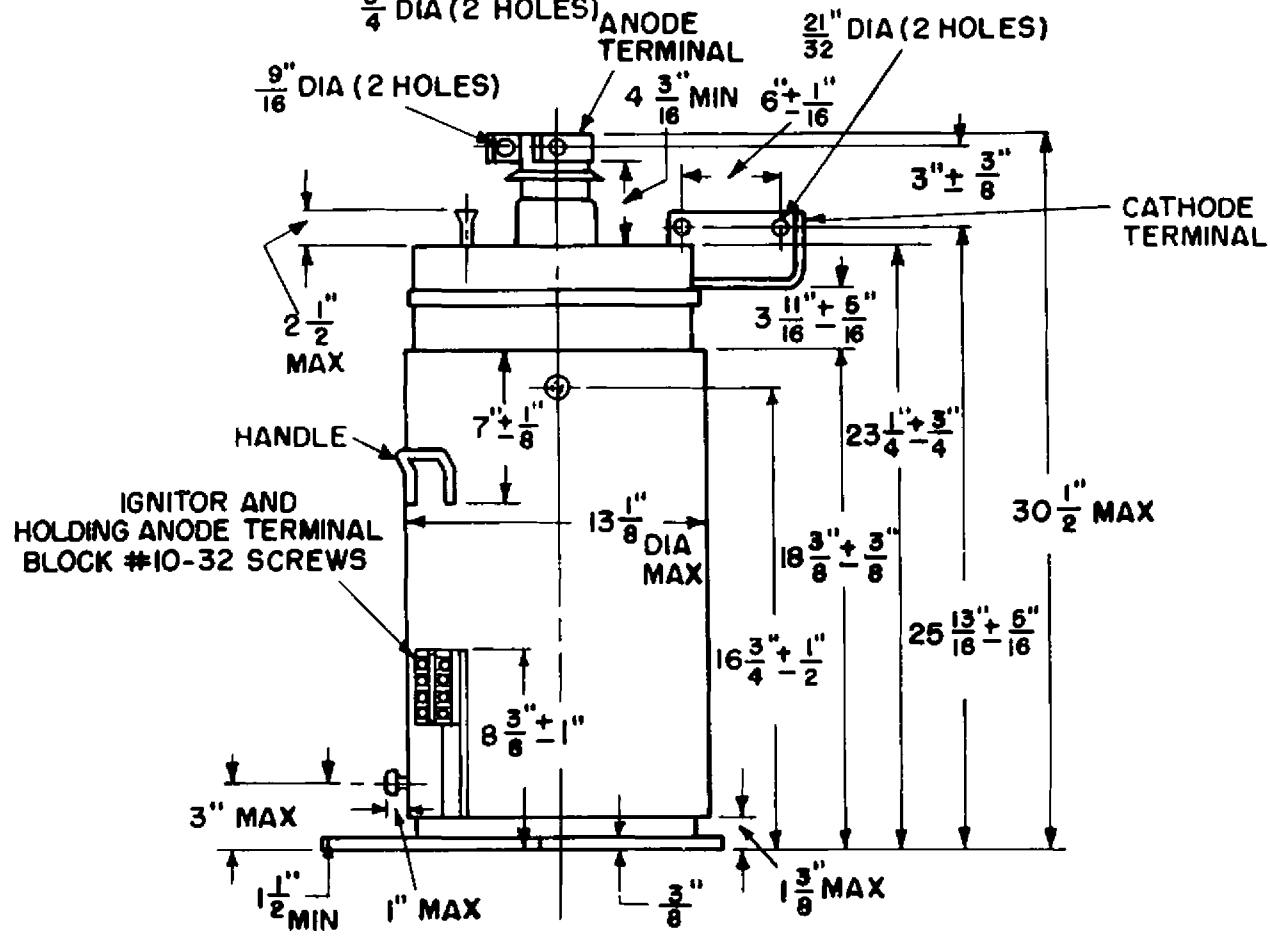 4 DIA (2 HOLES)
ANODE
TERMINAL
21/32" DIA (2 HOLES)
9/16" DIA (2 HOLES)
4 3/16" MIN
6" ± 1/16"
3" ± 3/8"
CATHODE
TERMINAL
2 1/2"
MAX
3 11/16" ± 5/16"
7" ± 1/8"
23 1/4" ± 3/4"
HANDLE
IGNITOR AND
HOLDING ANODE TERMINAL
BLOCK #10-32 SCREWS
13 1/8"
DIA
MAX
30 1/2" MAX
18 3/8" ± 3/8"
25 13/16" ± 5/16"
16 3/4" ± 1/2"
8 3/8" ± 1"
3" MAX
1 1/2"
MIN
1" MAX
3/8"
1 3/8" MAX